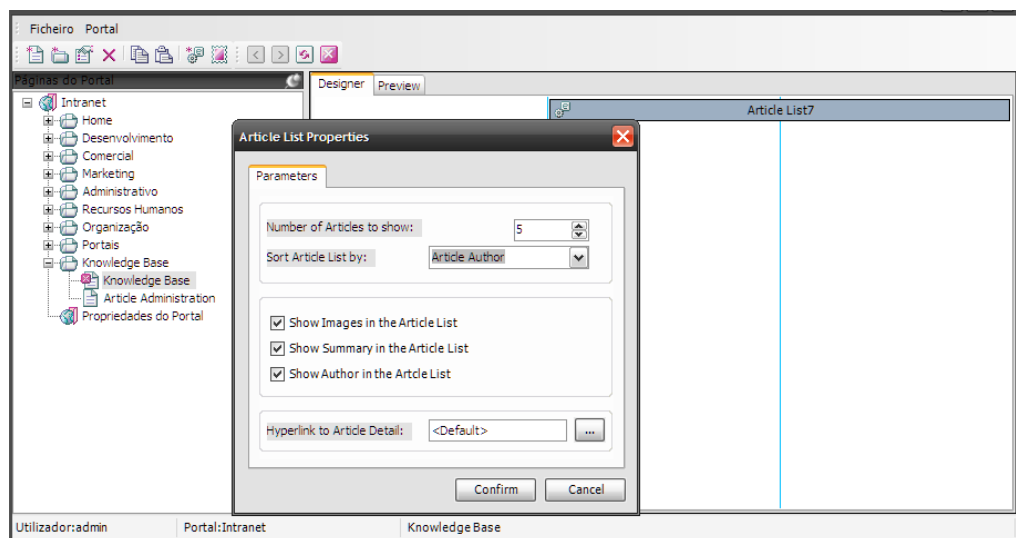 Ficheiro Portal
Páginas do Portal
Designer Preview
Intranet
Home
Desenvolvimento
Comercial
Marketing
Administrativo
Recursos Humanos
Organização
Portais
Knowledge Base
Knowledge Base
Article Administration
Propriedades do Portal
Article List7
Article List Properties
Parameters
Number of Articles to show: 5
Sort Article List by: Article Author
Show Images in the Article List
Show Summary in the Article List
Show Author in the Artcle List
Hyperlink to Article Detail: <Default> ...
Confirm Cancel
Utilizador:admin Portal:Intranet Knowledge Base